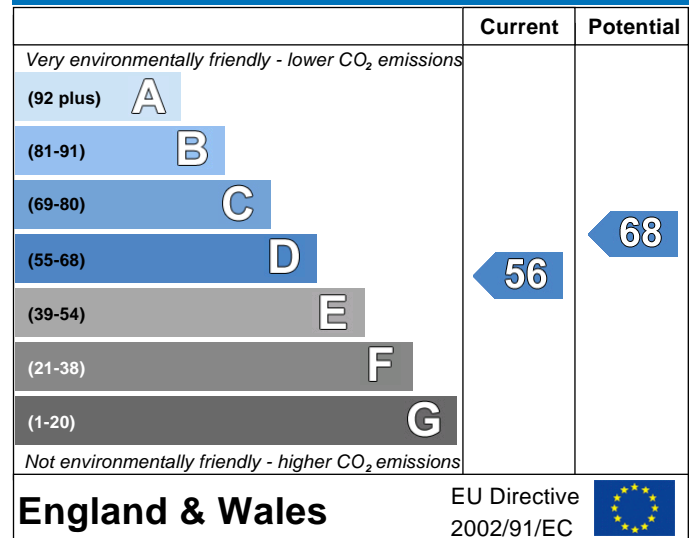 Current Potential
Very environmentally friendly - lower CO₂ emissions
(92 plus) A
(81-91) B
(69-80) C
(55-68) D
(39-54) E
(21-38) F
(1-20) G
56
68
Not environmentally friendly - higher CO₂ emissions
England & Wales
EU Directive
2002/91/EC